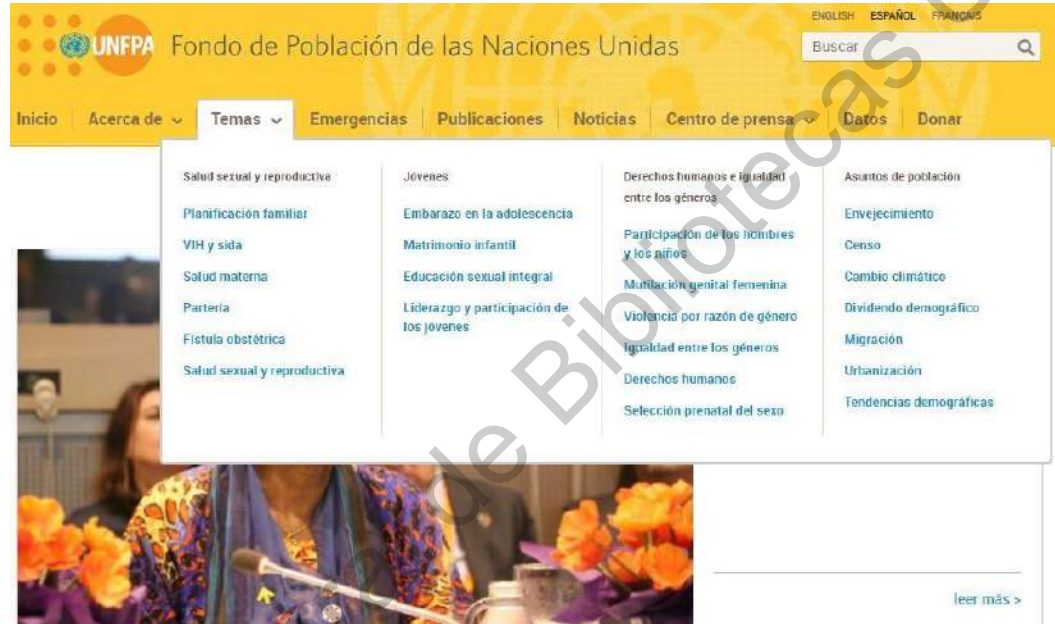 ENGLISH ESPAÑOL FRANÇAIS
UNFPA Fondo de Población de las Naciones Unidas
Buscar
Inicio Acerca de Temas Emergencias Publicaciones Noticias Centro de prensa Datos Donar
Salud sexual y reproductiva
Planificación familiar
VIH y sida
Salud materna
Partería
Fístula obstétrica
Salud sexual y reproductiva
Jóvenes
Embarazo en la adolescencia
Matrimonio infantil
Educación sexual integral
Liderazgo y participación de
los jóvenes
Derechos humanos e igualdad
entre los géneros
Participación de los hombres
y los niños
Mutilación genital femenina
Violencia por razón de género
Igualdad entre los géneros
Derechos humanos
Selección prenatal del sexo
Asuntos de población
Envejecimiento
Censo
Cambio climático
Dividendo demográfico
Migración
Urbanización
Tendencias demográficas
leer más >
de Bibliotecas